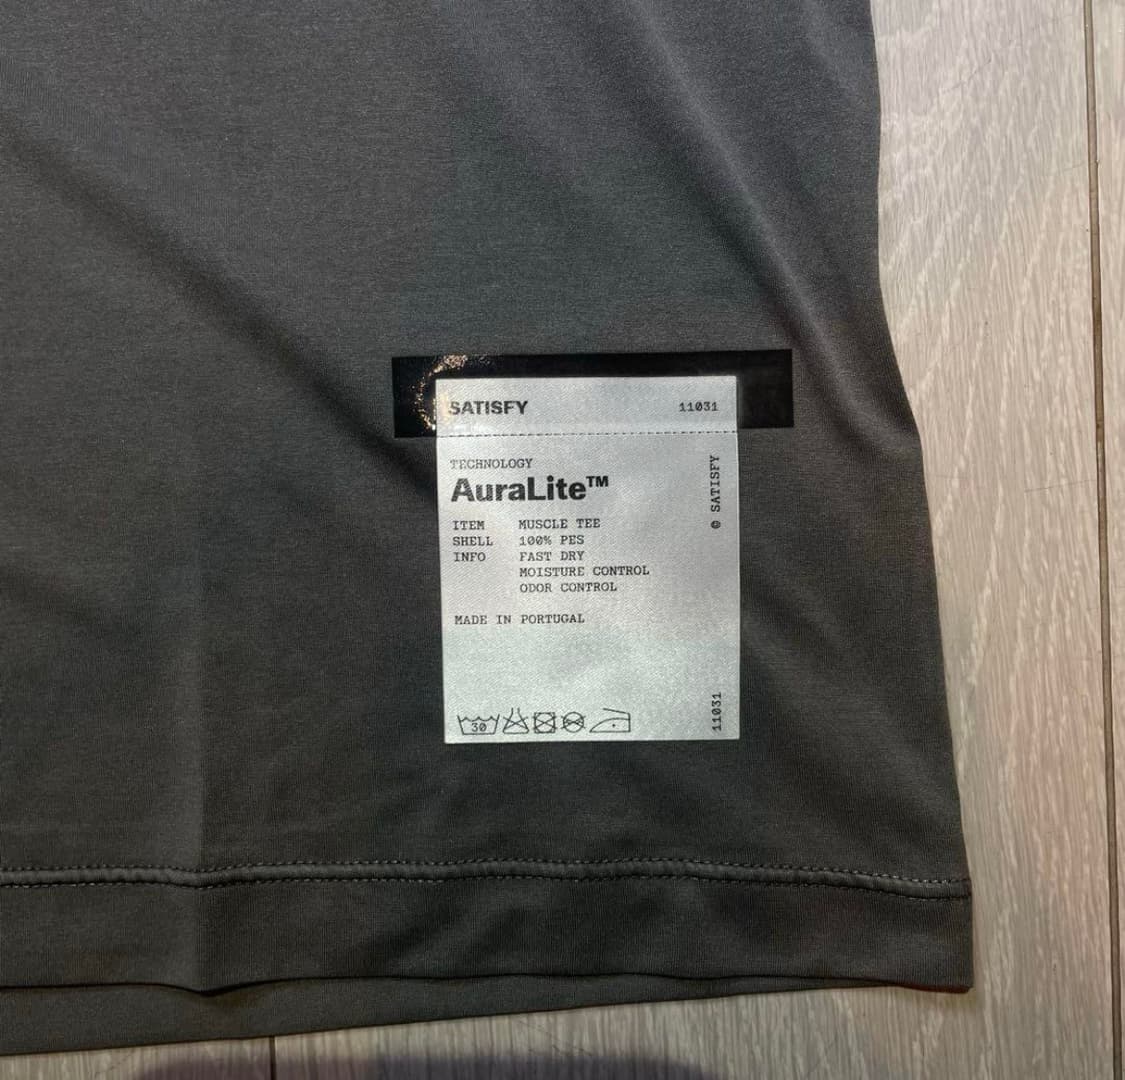 SATISFY 11031
TECHNOLOGY
AuraLite™
ITEM MUSCLE TEE
SHELL 100% PES
INFO FAST DRY
MOISTURE CONTROL
ODOR CONTROL
MADE IN PORTUGAL
30
© SATISFY
11031